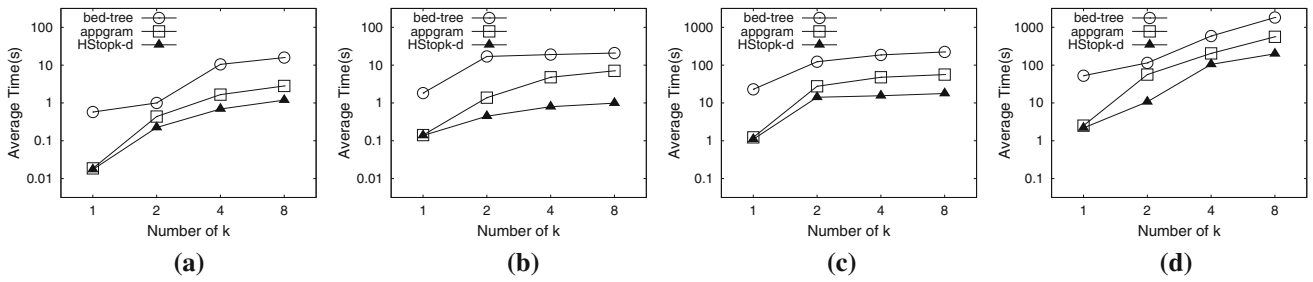 Average Time(s)
100
10
1
0.1
0.01
bed-tree
appgram
HStopk-d
1 2 4 8
Number of k
(a)
Average Time(s)
100
10
1
0.1
0.01
bed-tree
appgram
HStopk-d
1 2 4 8
Number of k
(b)
Average Time(s)
1000
100
10
1
0.1
bed-tree
appgram
HStopk-d
1 2 4 8
Number of k
(c)
Average Time(s)
1000
100
10
1
0.1
bed-tree
appgram
HStopk-d
1 2 4 8
Number of k
(d)